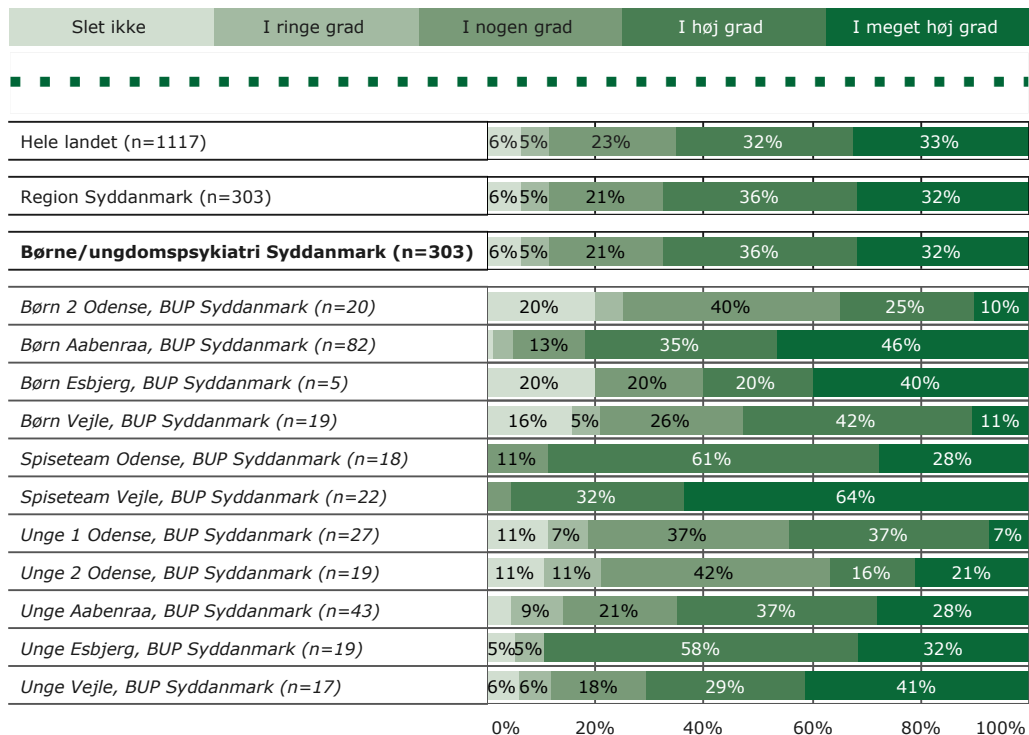 Slet ikke I ringe grad I nogen grad I høj grad I meget høj grad
Hele landet (n=1117) 6% 5% 23% 32% 33%
Region Syddanmark (n=303) 6% 5% 21% 36% 32%
Børne/ungdomspsykiatri Syddanmark (n=303) 6% 5% 21% 36% 32%
Børn 2 Odense, BUP Syddanmark (n=20) 20% 40% 25% 10%
Børn Aabenraa, BUP Syddanmark (n=82) 13% 35% 46%
Børn Esbjerg, BUP Syddanmark (n=5) 20% 20% 20% 40%
Børn Vejle, BUP Syddanmark (n=19) 16% 5% 26% 42% 11%
Spiseteam Odense, BUP Syddanmark (n=18) 11% 61% 28%
Spiseteam Vejle, BUP Syddanmark (n=22) 32% 64%
Unge 1 Odense, BUP Syddanmark (n=27) 11% 7% 37% 37% 7%
Unge 2 Odense, BUP Syddanmark (n=19) 11% 11% 42% 16% 21%
Unge Aabenraa, BUP Syddanmark (n=43) 9% 21% 37% 28%
Unge Esbjerg, BUP Syddanmark (n=19) 5% 5% 58% 32%
Unge Vejle, BUP Syddanmark (n=17) 6% 6% 18% 29% 41%
0% 20% 40% 60% 80% 100%